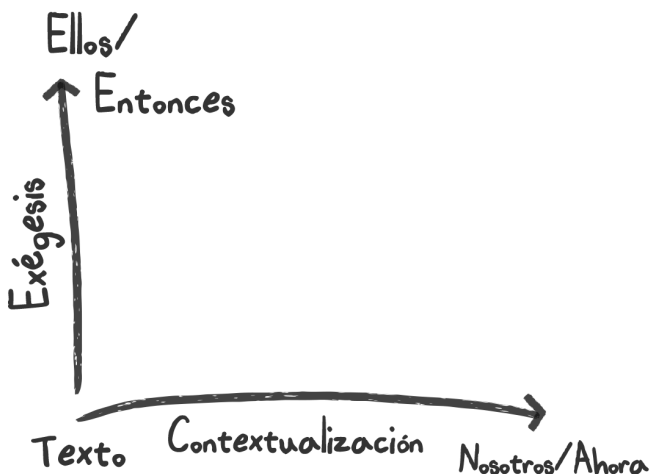 Ellos/
Entonces
Exégesis
Texto
Contextualización
Nosotros/Ahora